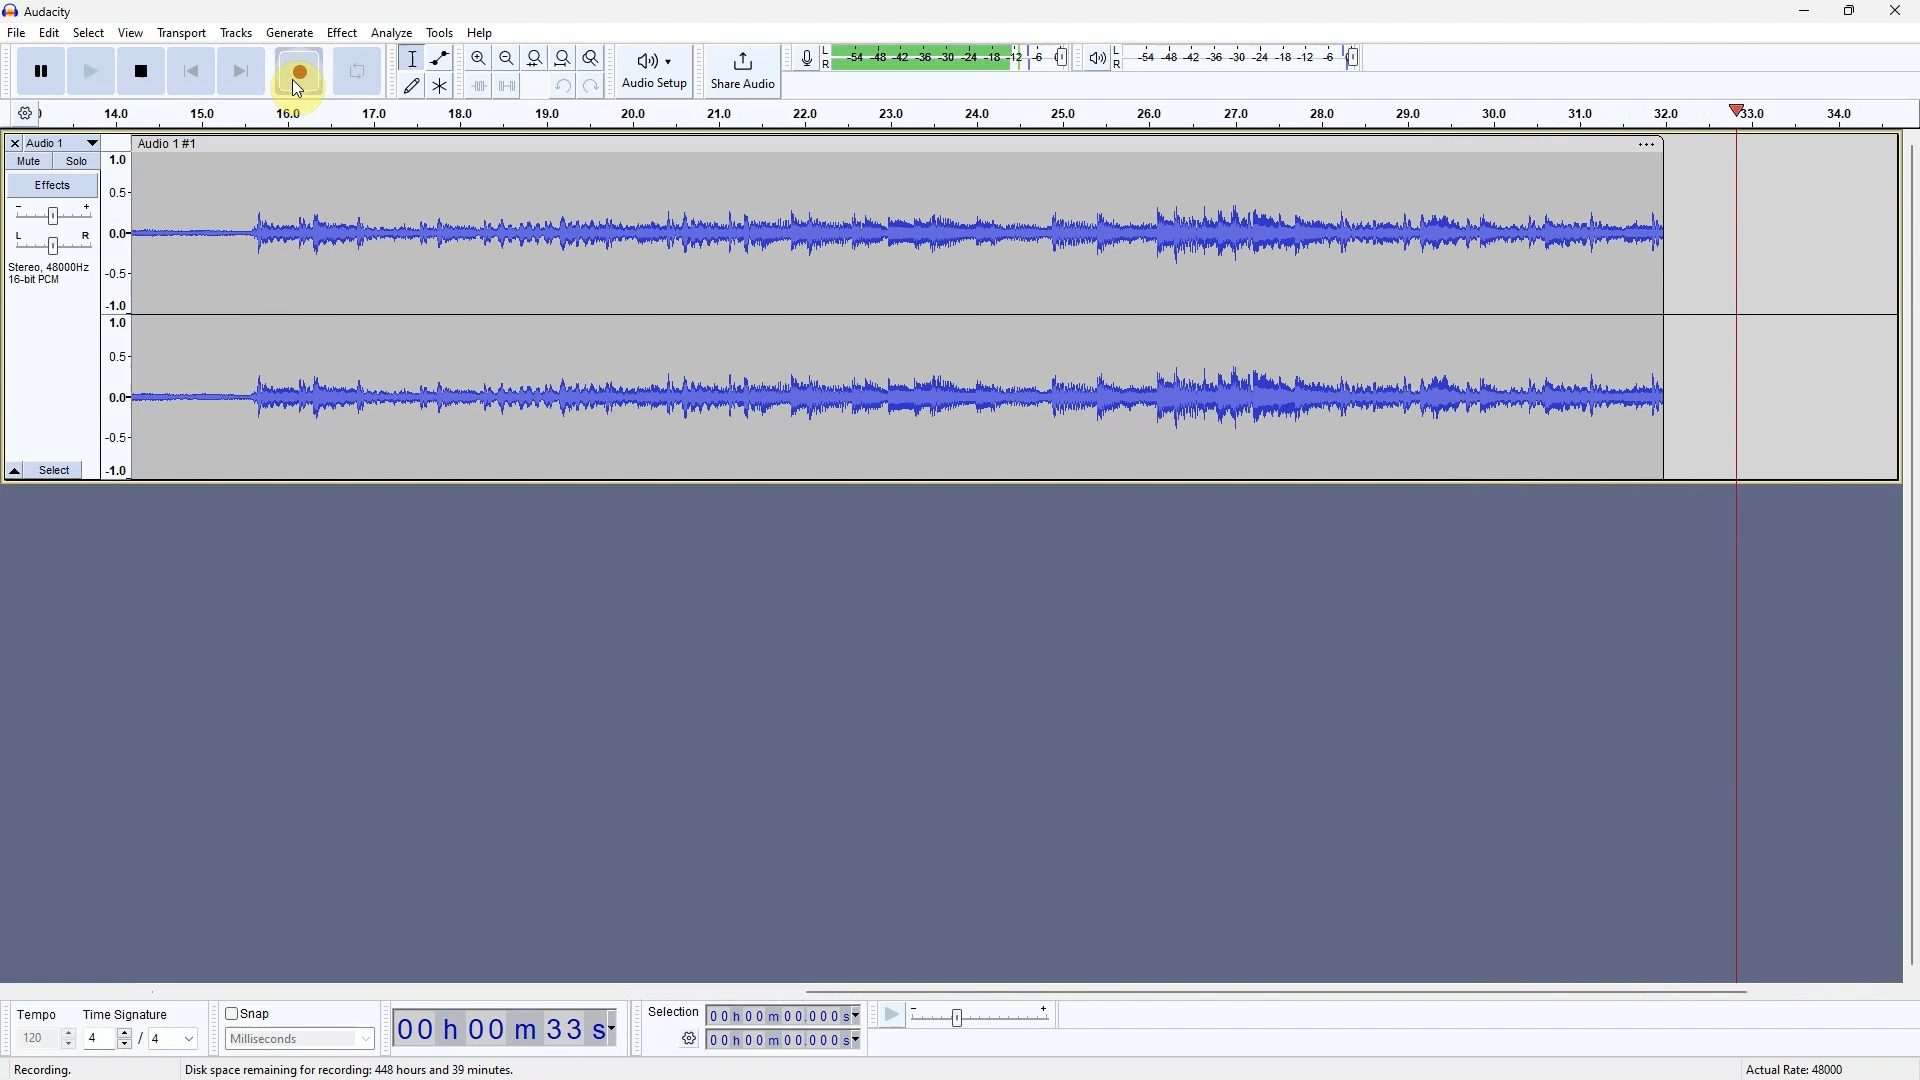 Audacity
File Edit Select View Transport Tracks Generate Effect Analyze Tools Help
Audio Setup
Share Audio
L R -54 -48 -42 -36 -30 -24 -18 -12 -6
L R -54 -48 -42 -36 -30 -24 -18 -12 -6
14.0 15.0 16.0 17.0 18.0 19.0 20.0 21.0 22.0 23.0 24.0 25.0 26.0 27.0 28.0 29.0 30.0 31.0 32.0 33.0 34.0
Audio 1
Audio 1 #1
Mute Solo
Effects
- +
L R
Stereo, 48000Hz
16-bit PCM
Select
1.0
0.5
0.0
-0.5
-1.0
1.0
0.5
0.0
-0.5
-1.0
Tempo Time Signature
120 4 / 4
Snap
Milliseconds
00 h 00 m 33 s
Selection
00 h 00 m 00.000 s
00 h 00 m 00.000 s
- +
Recording.
Disk space remaining for recording: 448 hours and 39 minutes.
Actual Rate: 48000